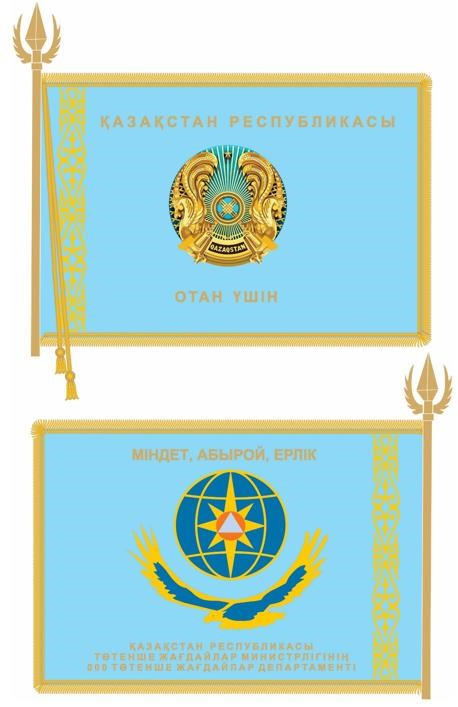 ҚАЗАҚСТАН РЕСПУБЛИКАСЫ
QAZAQSTAN
ОТАН ҮШІН
МІНДЕТ, АБЫРОЙ, ЕРЛІК
ҚАЗАҚСТАН РЕСПУБЛИКАСЫ
ТӨТЕНШЕ ЖАҒДАЙЛАР МИНИСТРЛІГІНІҢ
000 ТӨТЕНШЕ ЖАҒДАЙЛАР ДЕПАРТАМЕНТІ